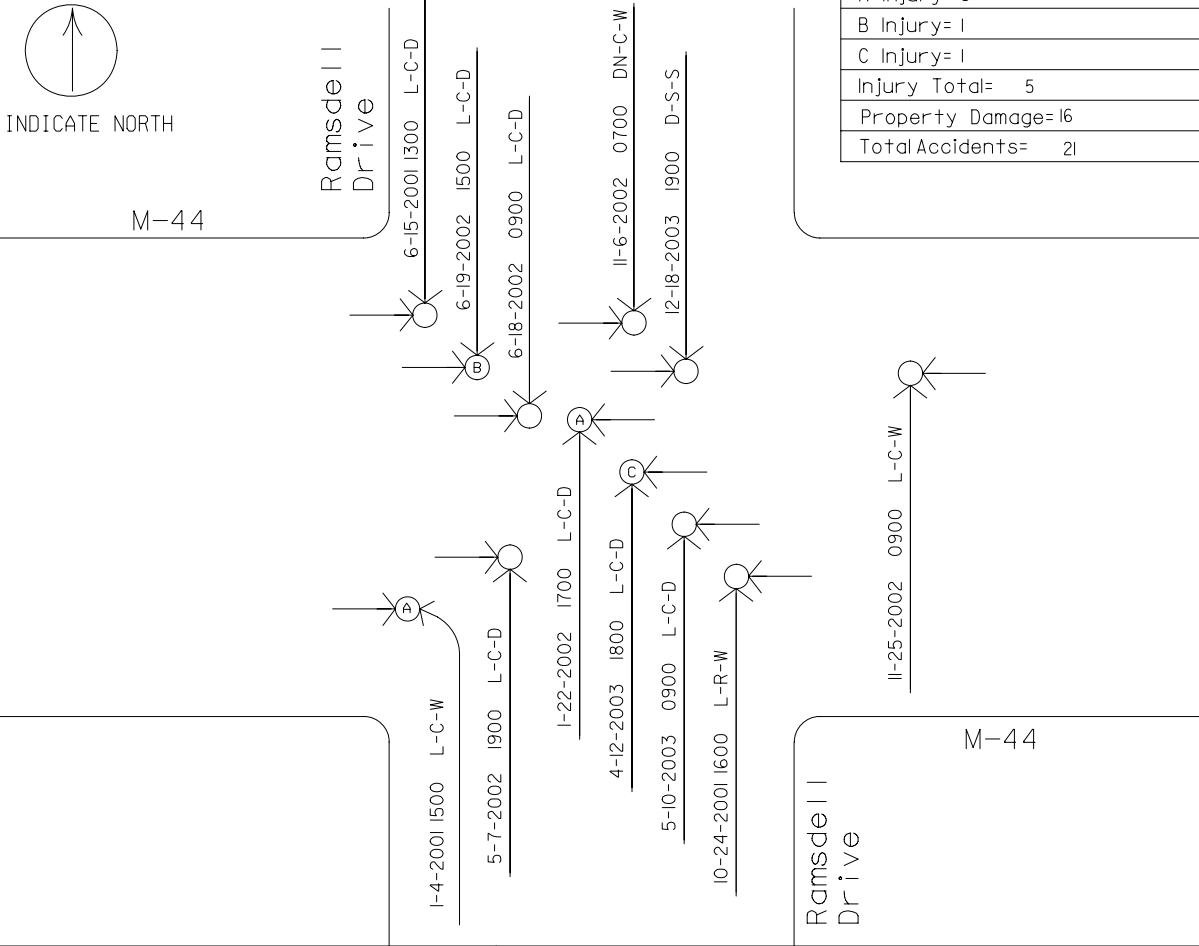 B Injury= 1
C Injury= 1
Injury Total= 5
Property Damage= 16
Total Accidents= 21
INDICATE NORTH
Ramsdell
Drive
M-44
6-15-2001 1300 L-C-D
6-19-2002 1500 L-C-D
6-18-2002 0900 L-C-D
11-6-2002 0700 DN-C-W
12-18-2003 1900 D-S-S
B
A
C
A
1-4-2001 1500 L-C-W
5-7-2002 1900 L-C-D
1-22-2002 1700 L-C-D
4-12-2003 1800 L-C-D
5-10-2003 0900 L-C-D
10-24-2001 1600 L-R-W
11-25-2002 0900 L-C-W
M-44
Ramsdell
Drive